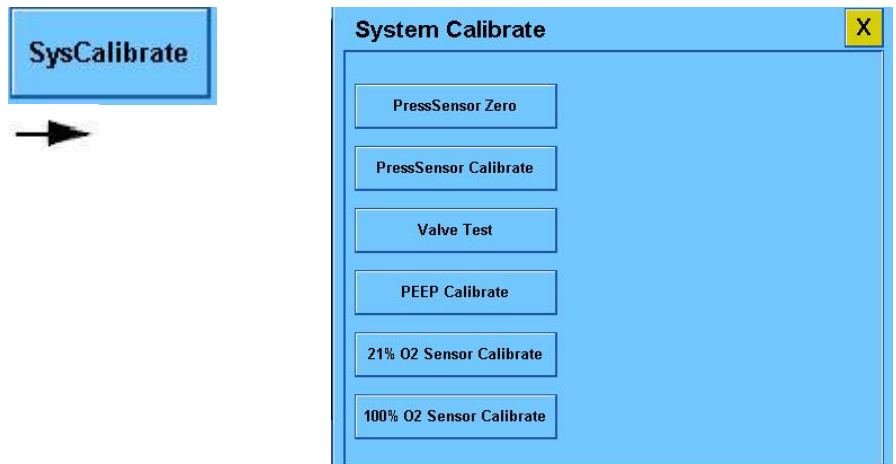 SysCalibrate
System Calibrate
X
PressSensor Zero
PressSensor Calibrate
Valve Test
PEEP Calibrate
21% O2 Sensor Calibrate
100% O2 Sensor Calibrate